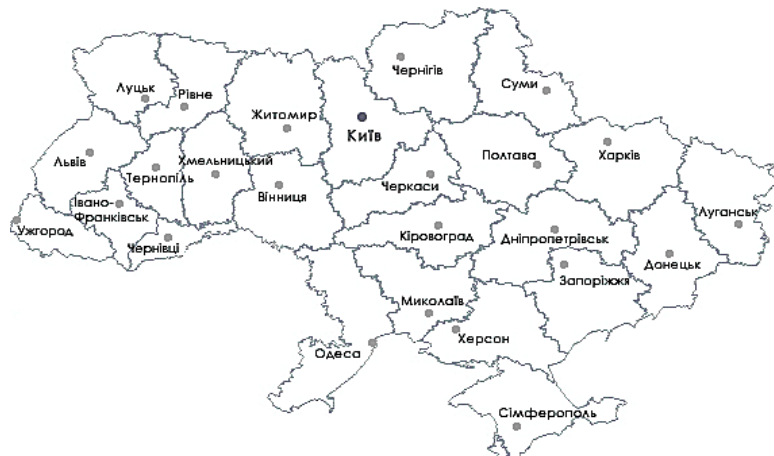 Чернігів
Суми
Луцьк
Рівне
Житомир
Київ
Львів
Хмельницький
Тернопіль
Полтава
Харків
Черкаси
Вінниця
Івано-
Франківськ
Ужгород
Чернівці
Луганськ
Кіровоград
Дніпропетрівськ
Донецьк
Запоріжжя
Миколаїв
Херсон
Одеса
Сімферополь